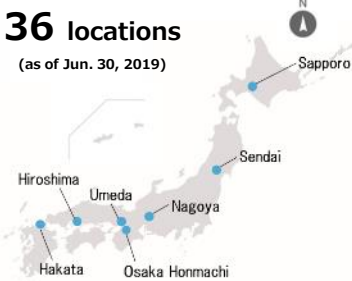 36 locations
(as of Jun. 30, 2019)
N
Sapporo
Sendai
Hiroshima
Umeda
Nagoya
Hakata
Osaka Honmachi